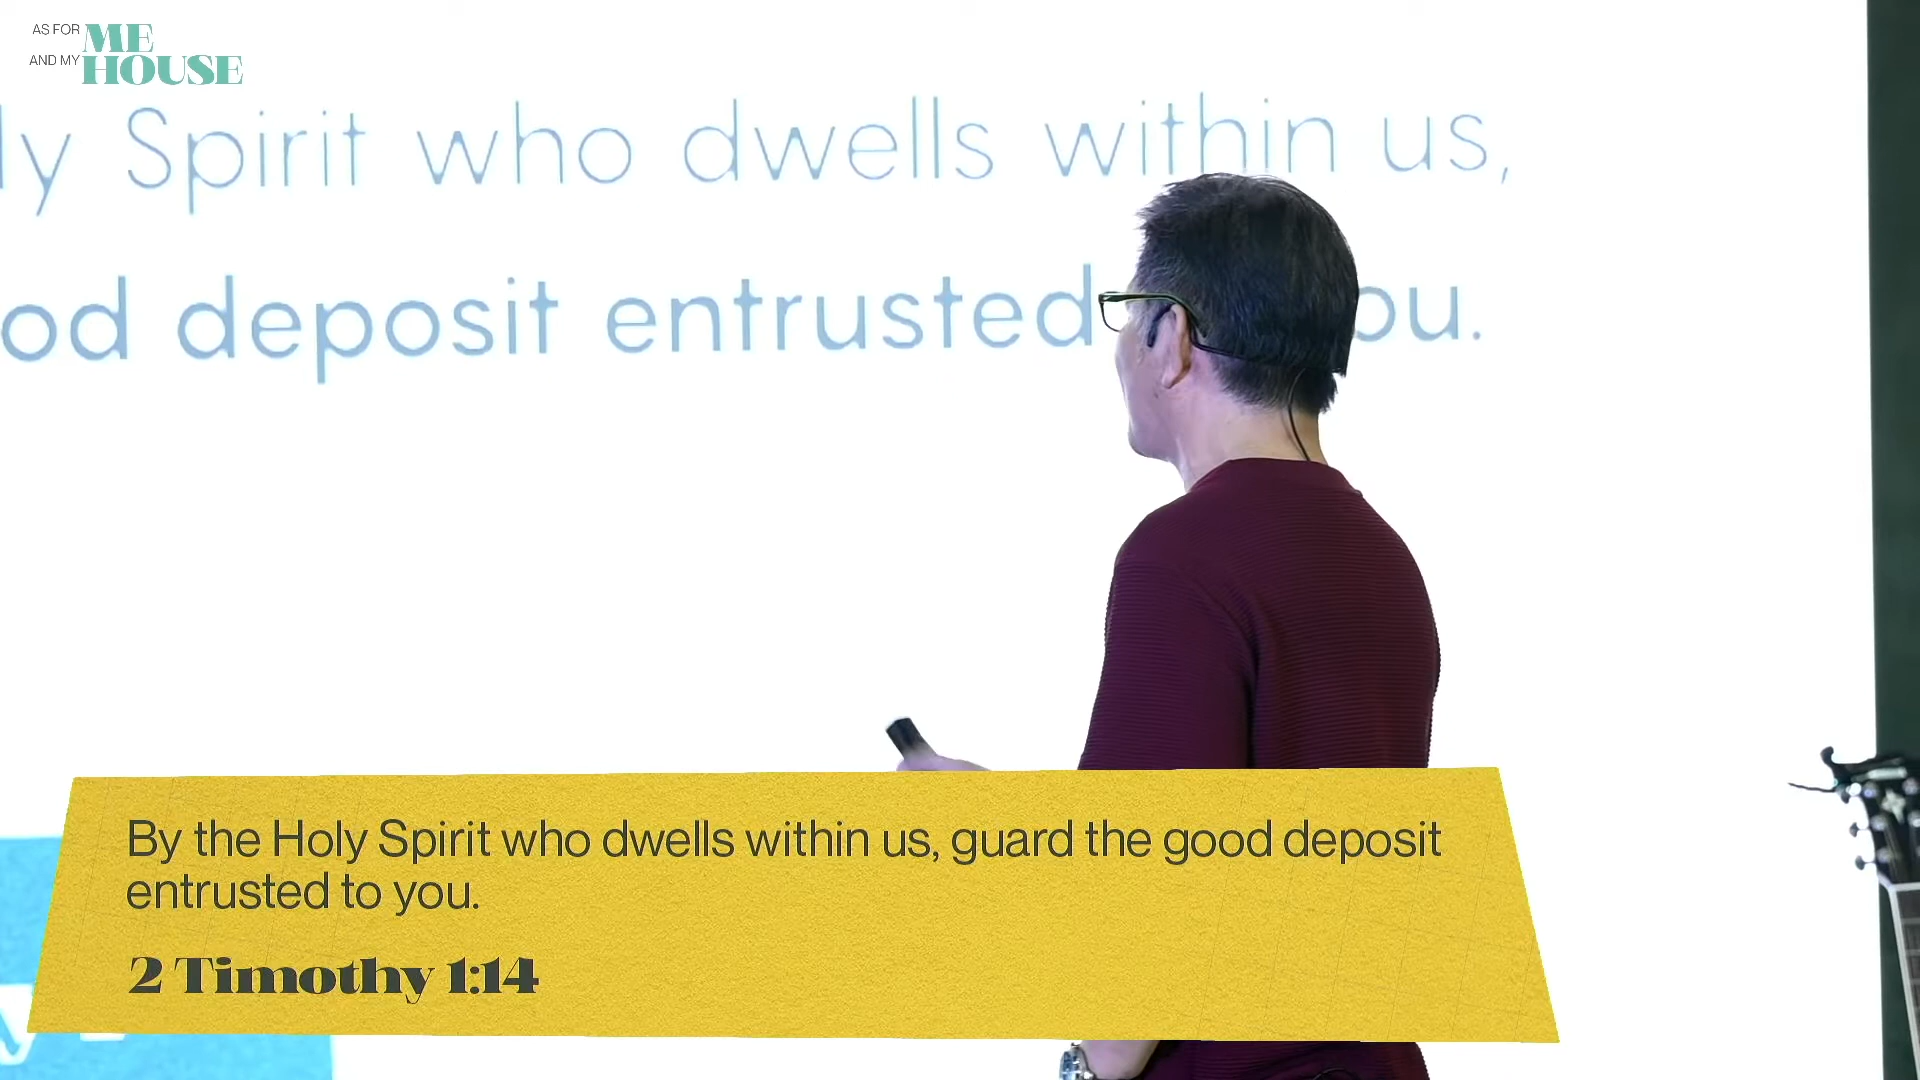 AS FOR ME
AND MY HOUSE
ly Spirit who dwells within us,
od deposit entrusted ou.
By the Holy Spirit who dwells within us, guard the good deposit
entrusted to you.
2 Timothy 1:14